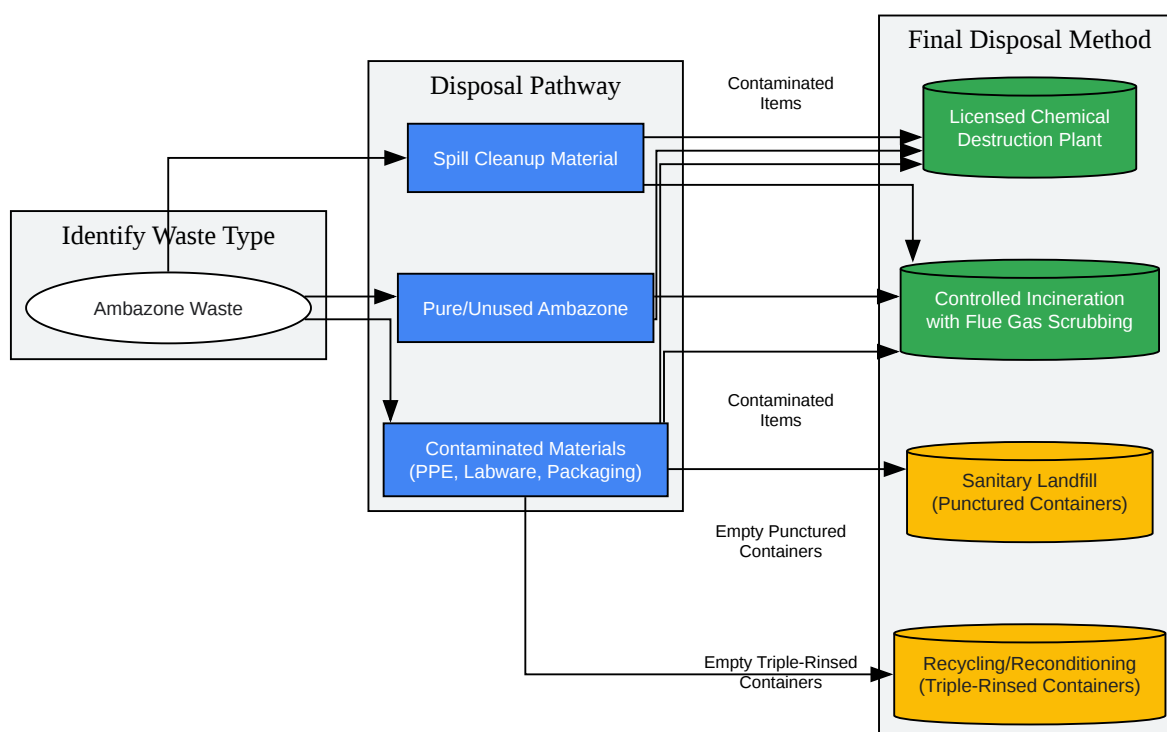 Identify Waste Type
Ambazone Waste
Disposal Pathway
Spill Cleanup Material
Pure/Unused Ambazone
Contaminated Materials
(PPE, Labware, Packaging)
Contaminated
Items
Contaminated
Items
Empty Punctured
Containers
Empty Triple-Rinsed
Containers
Final Disposal Method
Licensed Chemical
Destruction Plant
Controlled Incineration
with Flue Gas Scrubbing
Sanitary Landfill
(Punctured Containers)
Recycling/Reconditioning
(Triple-Rinsed Containers)